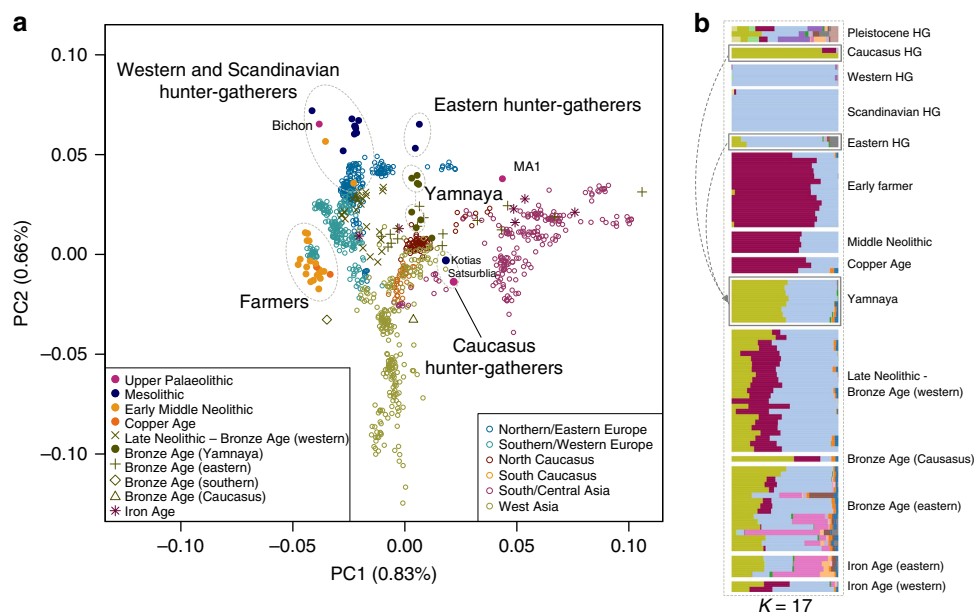 a
0.10
0.05
0.00
−0.05
−0.10
PC2 (0.66%)
−0.10
−0.05
0.00
0.05
0.10
PC1 (0.83%)
Western and Scandinavian
hunter-gatherers
Bichon
Eastern hunter-gatherers
MA1
Yamnaya
Kotias
Satsurblia
Farmers
Caucasus
hunter-gatherers
Upper Palaeolithic
Mesolithic
Early Middle Neolithic
Copper Age
Late Neolithic – Bronze Age (western)
Bronze Age (Yamnaya)
Bronze Age (eastern)
Bronze Age (southern)
Bronze Age (Caucasus)
Iron Age
Northern/Eastern Europe
Southern/Western Europe
North Caucasus
South Caucasus
South/Central Asia
West Asia
b
Pleistocene HG
Caucasus HG
Western HG
Scandinavian HG
Eastern HG
Early farmer
Middle Neolithic
Copper Age
Yamnaya
Late Neolithic -
Bronze Age (western)
Bronze Age (Causasus)
Bronze Age (eastern)
Iron Age (eastern)
Iron Age (western)
K = 17